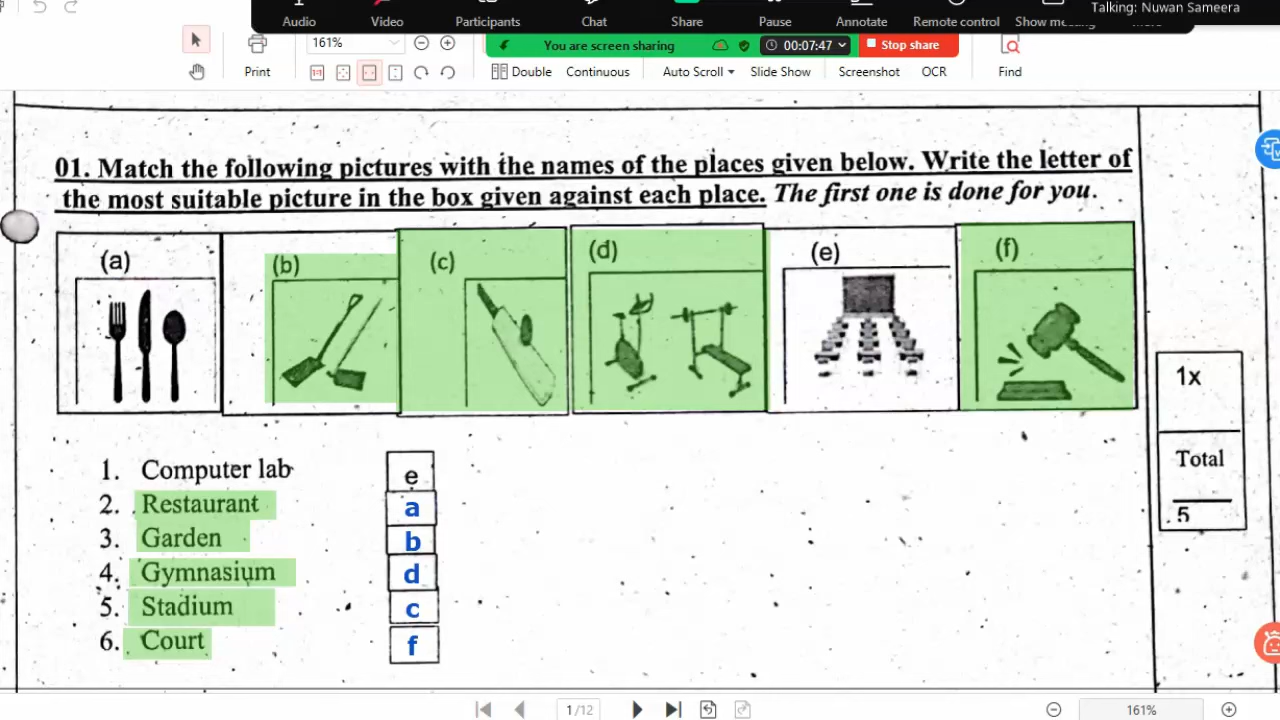 Talking: Nuwan Sameera
Audio Video Participants Chat Share Pause Annotate Remote control
161% You are screen sharing 00:07:47 Stop share
Print Double Continuous Auto Scroll Slide Show Screenshot OCR Find
01. Match the following pictures with the names of the places given below. Write the letter of
the most suitable picture in the box given against each place. The first one is done for you.
(a) (b) (c) (d) (e) (f)
1x
Total
5
1. Computer lab e
2. Restaurant a
3. Garden b
4. Gymnasium d
5. Stadium c
6. Court f
1/12 161%